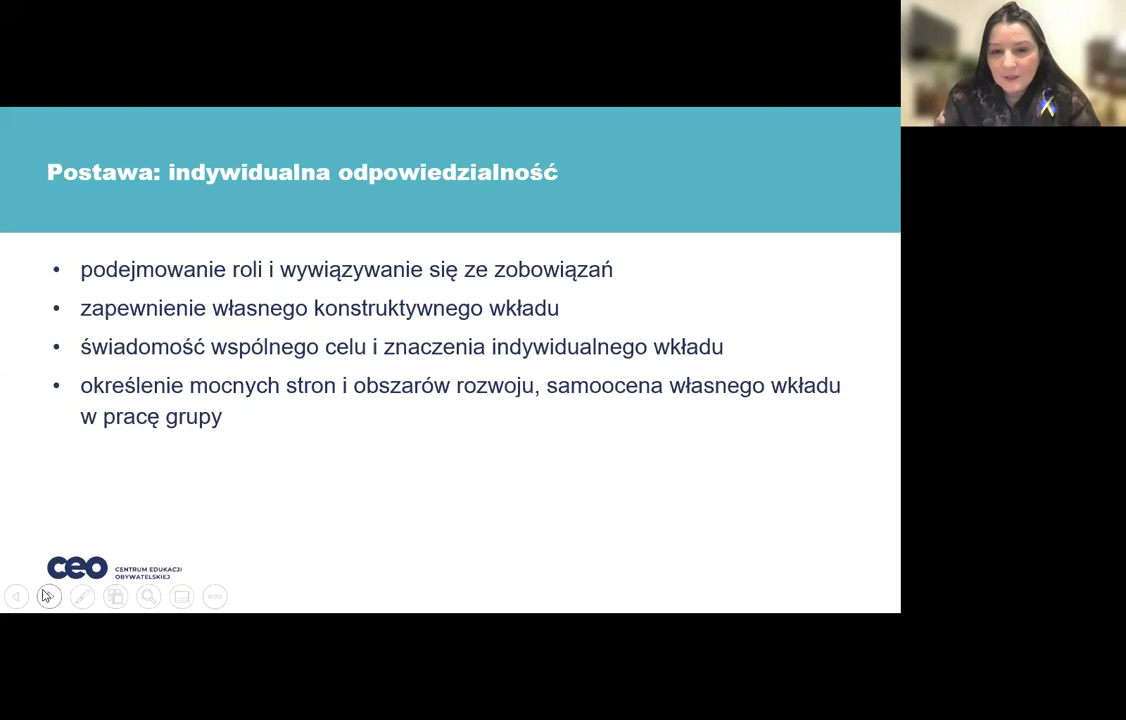 Postawa: indywidualna odpowiedzialność
• podejmowanie roli i wywiązywanie się ze zobowiązań
• zapewnienie własnego konstruktywnego wkładu
• świadomość wspólnego celu i znaczenia indywidualnego wkładu
• określenie mocnych stron i obszarów rozwoju, samoocena własnego wkładu
w pracę grupy
ceo CENTRUM EDUKACJI
OBYWATELSKIEJ